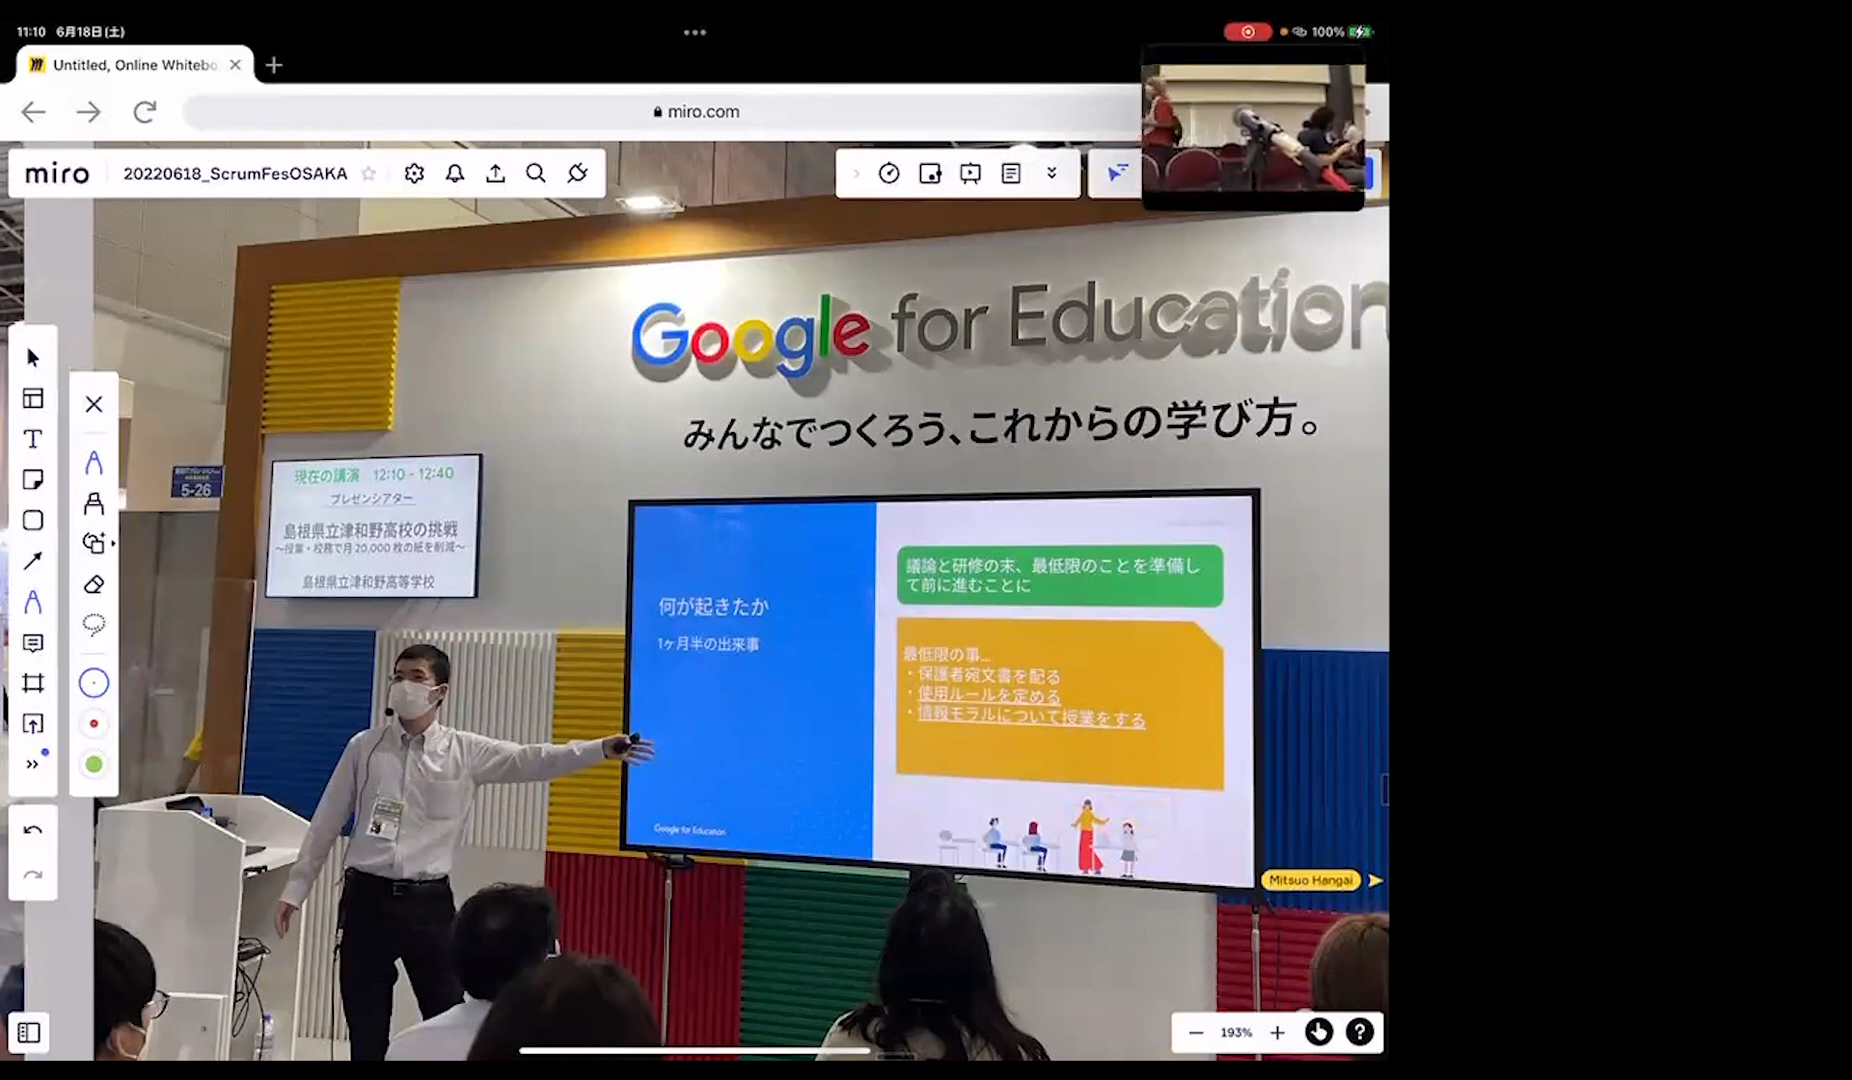 11:10 6月18日(土)
100%
Untitled, Online Whitebo
miro.com
miro
20220618_ScrumFesOSAKA
Google for Education
みんなでつくろう、これからの学び方。
5-26
現在の講演 12:10 - 12:40
プレゼンシアター
島根県立津和野高校の挑戦
~授業・校務で月20,000枚の紙を削減~
島根県立津和野高等学校
何が起きたか
1ヶ月半の出来事
Google for Education
議論と研修の末、最低限のことを準備し
て前に進むことに
最低限の事...
・保護者宛文書を配る
・使用ルールを定める
・情報モラルについて授業をする
Mitsuo Hangai
193%